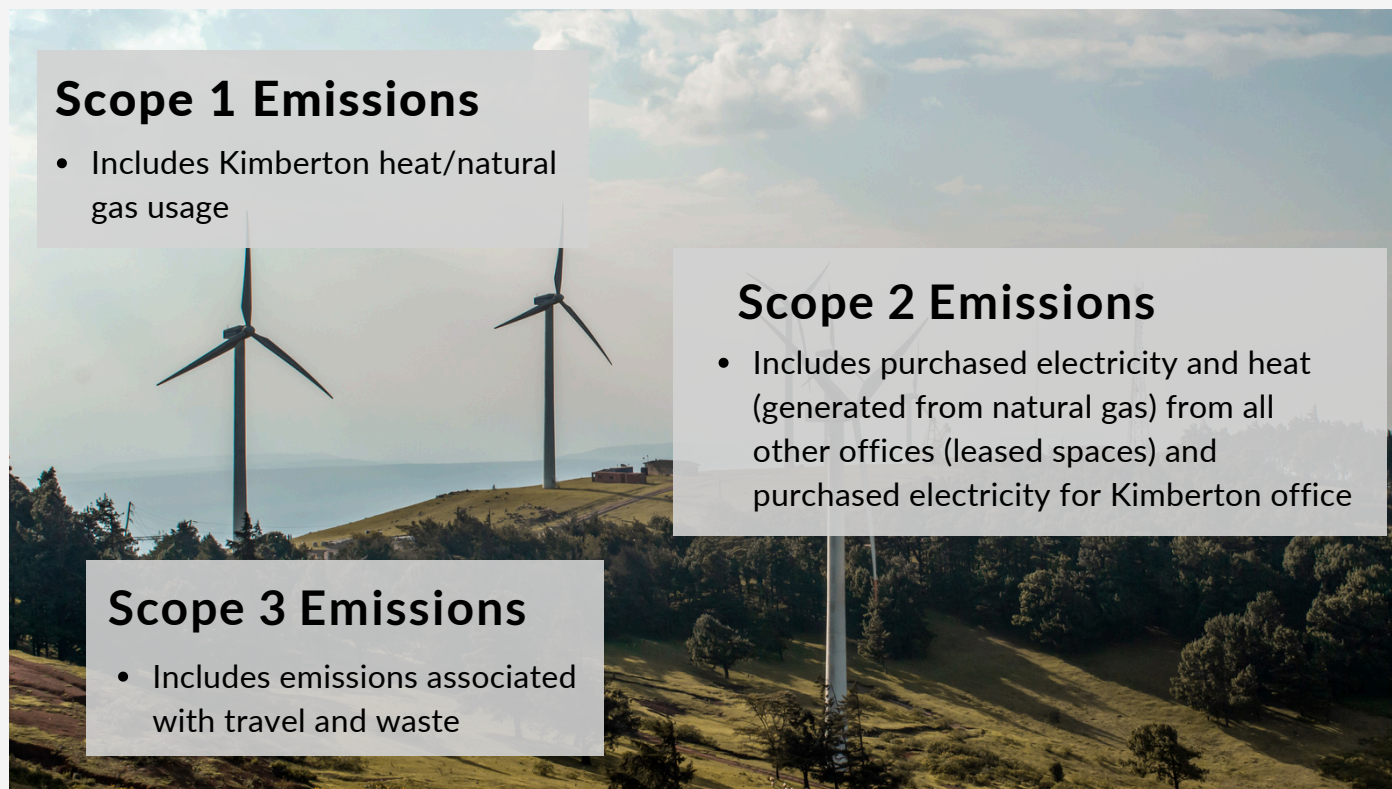 Scope 1 Emissions
• Includes Kimberton heat/natural
gas usage
Scope 2 Emissions
• Includes purchased electricity and heat
(generated from natural gas) from all
other offices (leased spaces) and
purchased electricity for Kimberton office
Scope 3 Emissions
• Includes emissions associated
with travel and waste